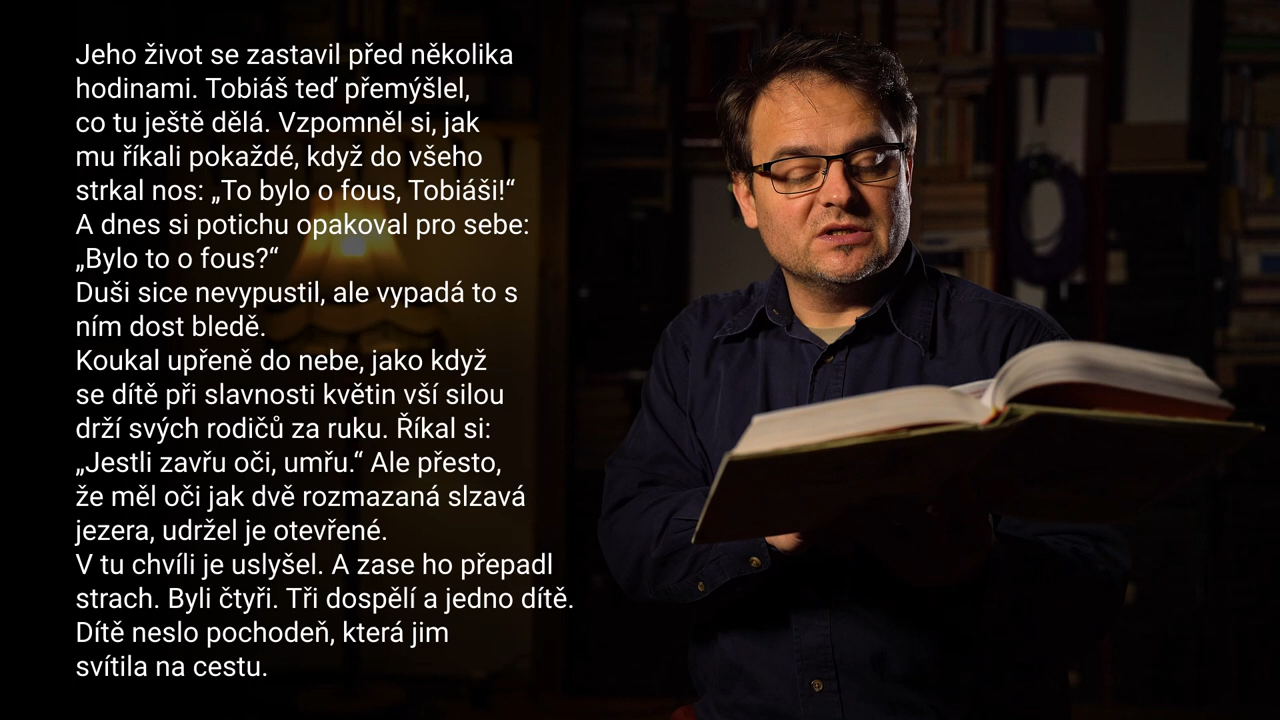 Jeho život se zastavil před několika
hodinami. Tobiáš teď přemýšlel,
co tu ještě dělá. Vzpomněl si, jak
mu říkali pokaždé, když do všeho
strkal nos: „To bylo o fous, Tobiáši!“
A dnes si potichu opakoval pro sebe:
„Bylo to o fous?“
Duši sice nevypustil, ale vypadá to s
ním dost bledě.
Koukal upřeně do nebe, jako když
se dítě při slavnosti květin vší silou
drží svých rodičů za ruku. Říkal si:
„Jestli zavřu oči, umřu.“ Ale přesto,
že měl oči jak dvě rozmazaná slzavá
jezera, udržel je otevřené.
V tu chvíli je uslyšel. A zase ho přepadl
strach. Byli čtyři. Tři dospělí a jedno dítě.
Dítě neslo pochodeň, která jim
svítila na cestu.